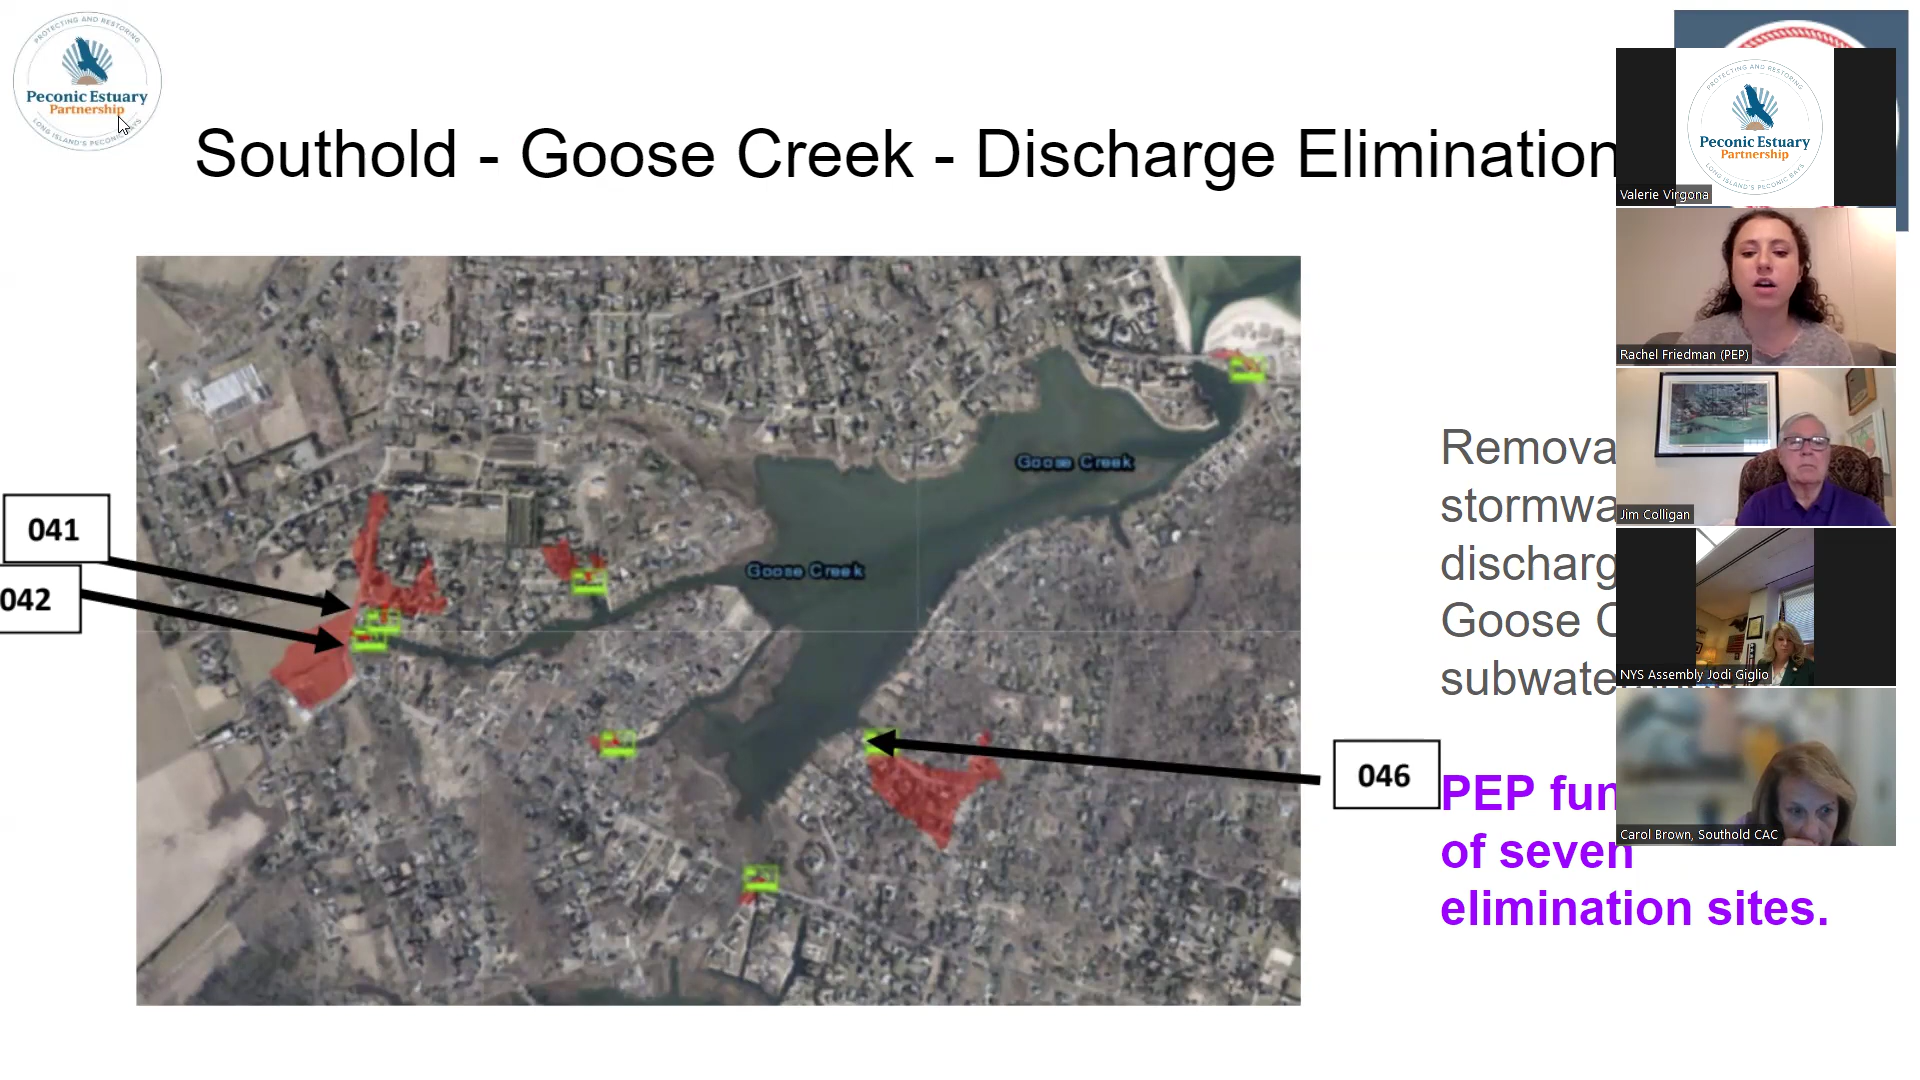 PROTECTING AND RESTORING
Peconic Estuary
Partnership
LONG ISLAND'S PECONIC BAYS
Southold - Goose Creek - Discharge Elimination
PROTECTING AND RESTORING
Peconic Estuary
Partnership
LONG ISLAND'S PECONIC BAYS
Valerie Virgona
Rachel Friedman (PEP)
Jim Colligan
NYS Assembly Jodi Giglio
Carol Brown, Southold CAC
Goose Creek
Goose Creek
041
042
046
Remova
stormwa
discharg
Goose C
subwate
PEP fun
of seven
elimination sites.